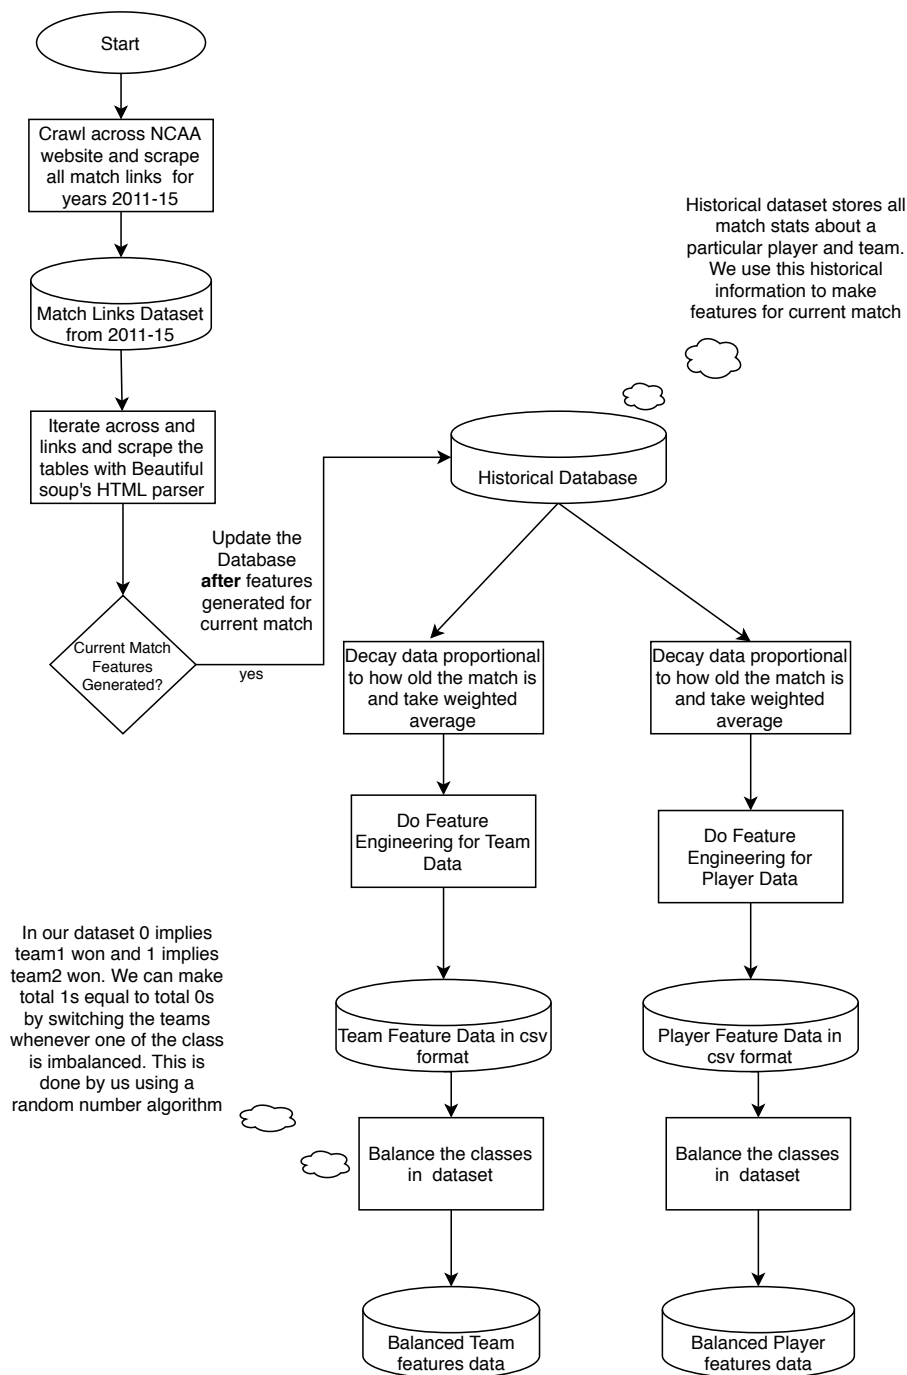 Start
Crawl across NCAA
website and scrape
all match links for
years 2011-15
Match Links Dataset
from 2011-15
Iterate across and
links and scrape the
tables with Beautiful
soup's HTML parser
Current Match
Features
Generated?
yes
Update the
Database
after features
generated for
current match
Historical dataset stores all
match stats about a
particular player and team.
We use this historical
information to make
features for current match
Historical Database
Decay data proportional
to how old the match is
and take weighted
average
Decay data proportional
to how old the match is
and take weighted
average
Do Feature
Engineering for Team
Data
Do Feature
Engineering for
Player Data
In our dataset 0 implies
team1 won and 1 implies
team2 won. We can make
total 1s equal to total 0s
by switching the teams
whenever one of the class
is imbalanced. This is
done by us using a
random number algorithm
Team Feature Data in csv
format
Player Feature Data in
csv format
Balance the classes
in dataset
Balance the classes
in dataset
Balanced Team
features data
Balanced Player
features data